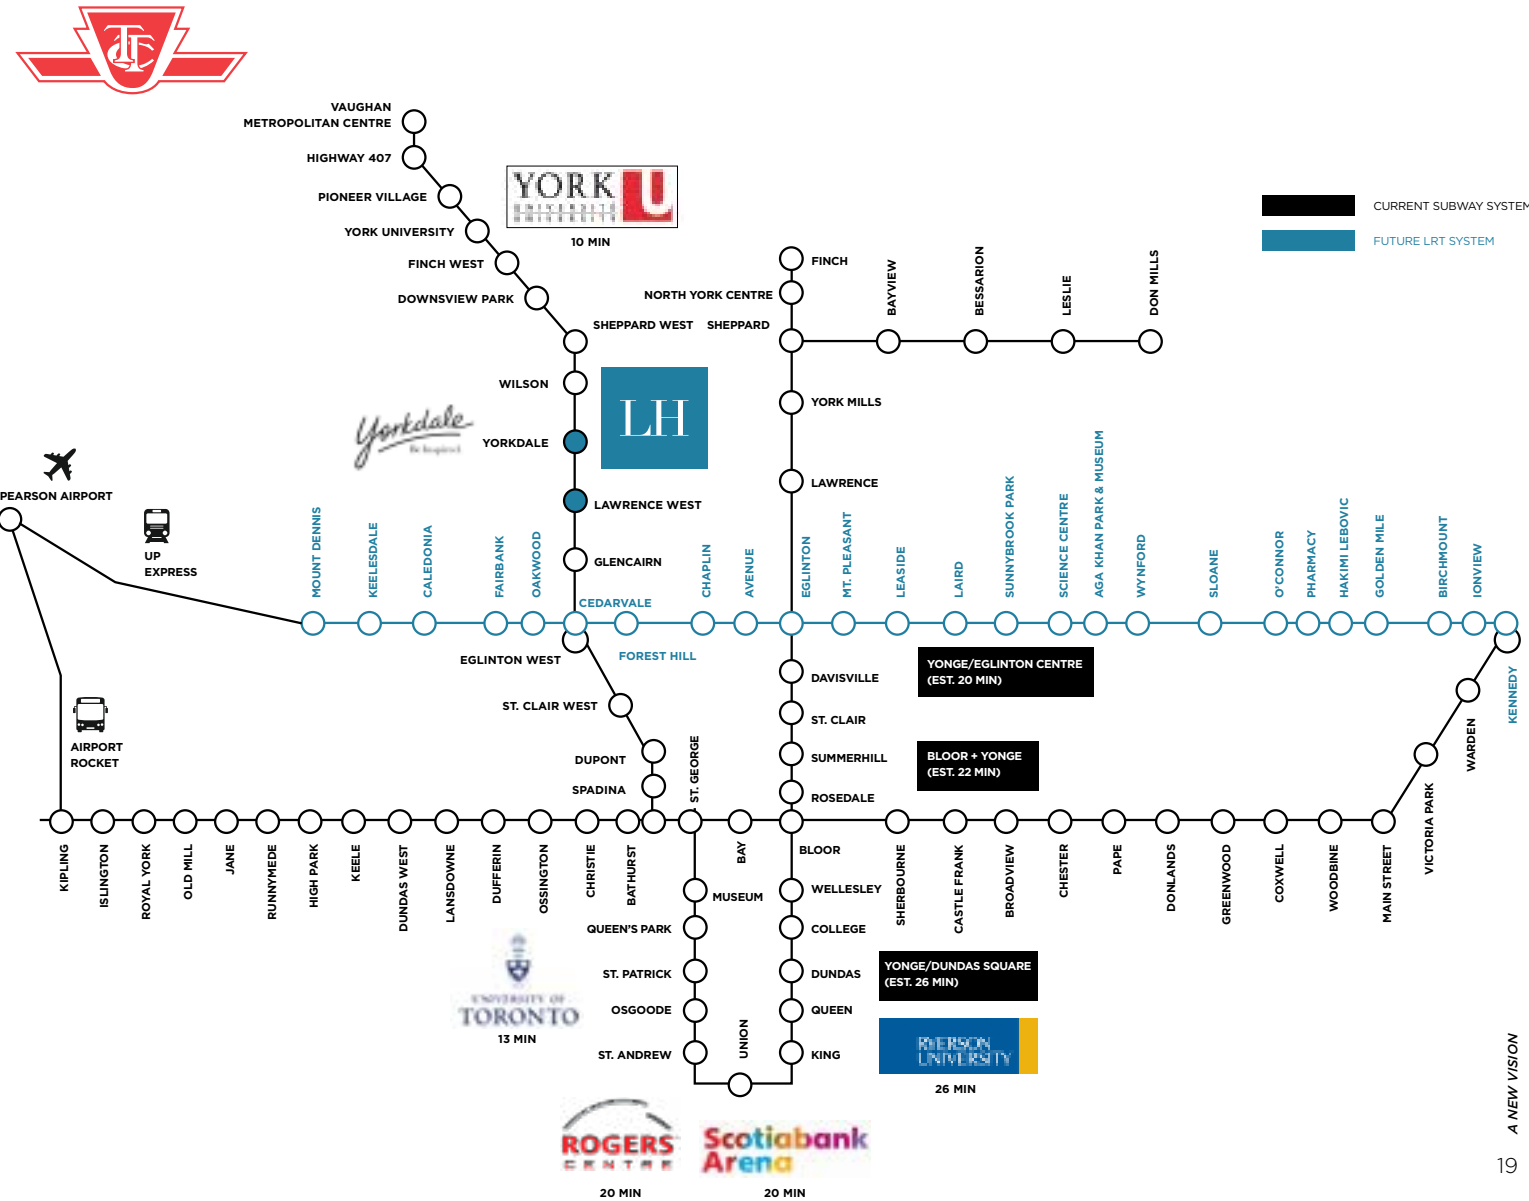 TTC
VAUGHAN
METROPOLITAN CENTRE
HIGHWAY 407
PIONEER VILLAGE
YORK UNIVERSITY
FINCH WEST
DOWNSVIEW PARK
YORK
UNIVERSITÉ
UNIVERSITY
U
10 MIN
CURRENT SUBWAY SYSTEM
FUTURE LRT SYSTEM
FINCH
NORTH YORK CENTRE
SHEPPARD WEST
SHEPPARD
BAYVIEW
BESSARION
LESLIE
DON MILLS
WILSON
YORKDALE
LAWRENCE WEST
GLENCAIRN
Yorkdale
Be Inspired.
LH
YORK MILLS
LAWRENCE
PEARSON AIRPORT
UP
EXPRESS
MOUNT DENNIS
KEELESDALE
CALEDONIA
FAIRBANK
OAKWOOD
CEDARVALE
FOREST HILL
CHAPLIN
AVENUE
EGLINTON
MT. PLEASANT
LEASIDE
LAIRD
SUNNYBROOK PARK
SCIENCE CENTRE
AGA KHAN PARK & MUSEUM
WYNFORD
SLOANE
O'CONNOR
PHARMACY
HAKIMI LEBOVIC
GOLDEN MILE
BIRCHMOUNT
IONVIEW
KENNEDY
EGLINTON WEST
ST. CLAIR WEST
DUPONT
SPADINA
ST. GEORGE
DAVISVILLE
ST. CLAIR
SUMMERHILL
ROSEDALE
YONGE/EGLINTON CENTRE
(EST. 20 MIN)
BLOOR + YONGE
(EST. 22 MIN)
WARDEN
VICTORIA PARK
AIRPORT
ROCKET
KIPLING
ISLINGTON
ROYAL YORK
OLD MILL
JANE
RUNNYMEDE
HIGH PARK
KEELE
DUNDAS WEST
LANSDOWNE
DUFFERIN
OSSINGTON
CHRISTIE
BATHURST
BAY
BLOOR
SHERBOURNE
CASTLE FRANK
BROADVIEW
CHESTER
PAPE
DONLANDS
GREENWOOD
COXWELL
WOODBINE
MAIN STREET
MUSEUM
QUEEN'S PARK
ST. PATRICK
OSGOODE
ST. ANDREW
UNION
WELLESLEY
COLLEGE
DUNDAS
QUEEN
KING
UNIVERSITY OF
TORONTO
13 MIN
YONGE/DUNDAS SQUARE
(EST. 26 MIN)
RYERSON
UNIVERSITY
26 MIN
ROGERS
CENTRE
20 MIN
Scotiabank
Arena
20 MIN
A NEW VISION
19